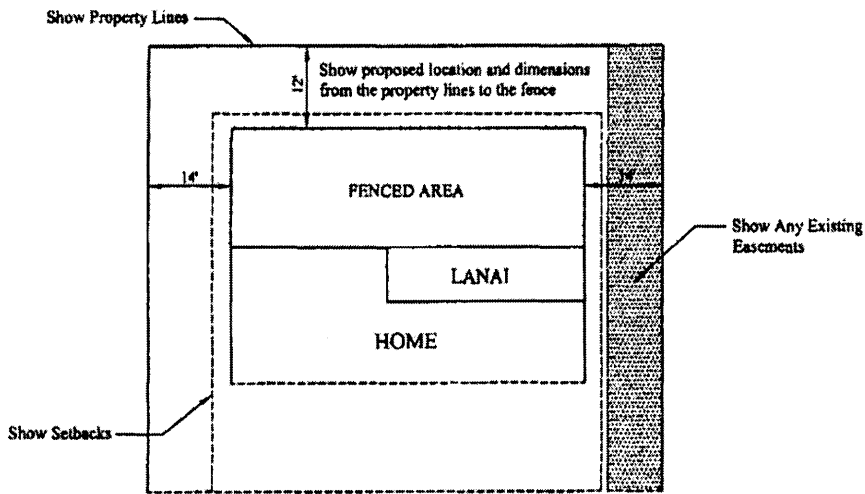 Show Property Lines
12'
Show proposed location and dimensions
from the property lines to the fence
14'
FENCED AREA
14'
Show Any Existing
Easements
LANAI
HOME
Show Setbacks